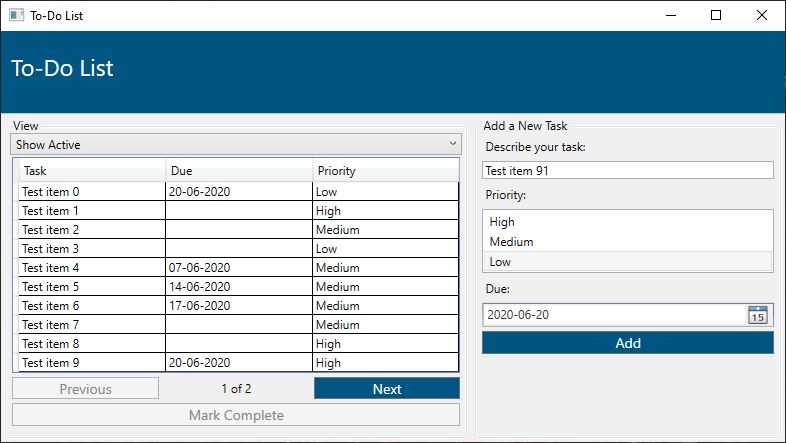 To-Do List
To-Do List
View
Show Active
Task Due Priority
Test item 0 20-06-2020 Low
Test item 1 High
Test item 2 Medium
Test item 3 Low
Test item 4 07-06-2020 Medium
Test item 5 14-06-2020 Medium
Test item 6 17-06-2020 Medium
Test item 7 Medium
Test item 8 High
Test item 9 20-06-2020 High
Previous 1 of 2 Next
Mark Complete
Add a New Task
Describe your task:
Test item 91
Priority:
High
Medium
Low
Due:
2020-06-20 15
Add